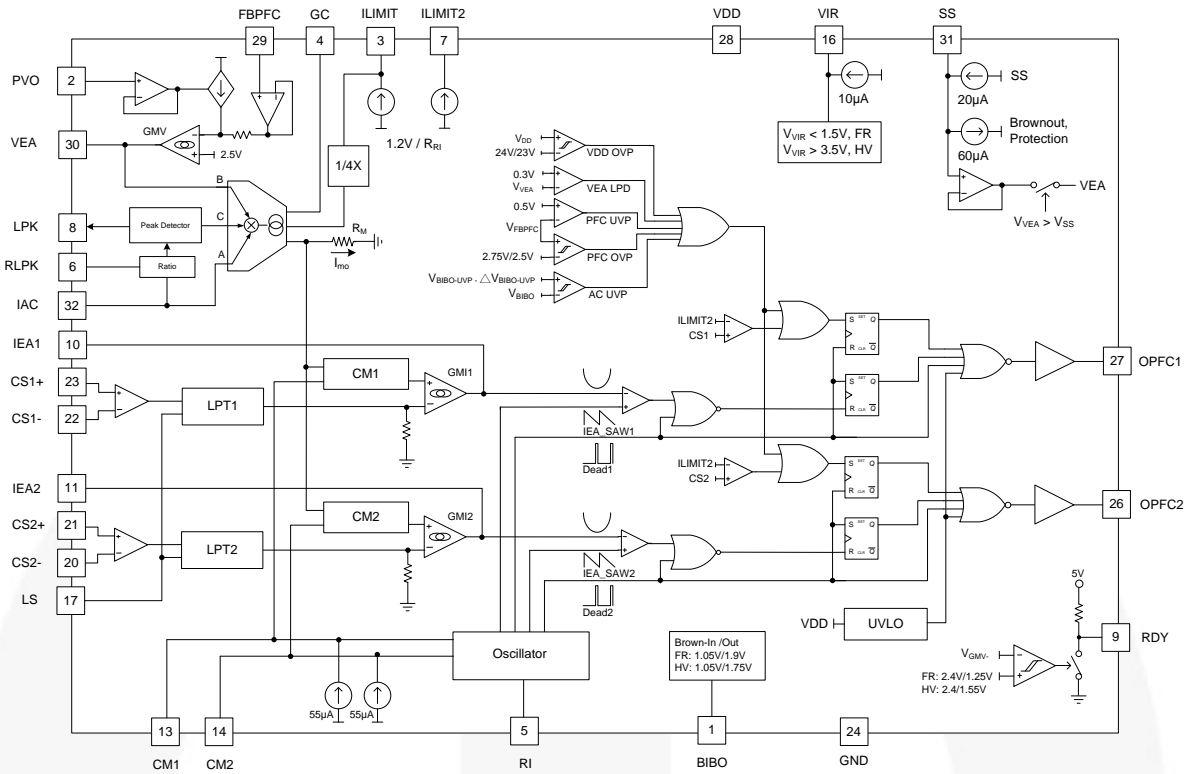 FBPFC GC ILIMIT ILIMIT2 VDD VIR SS
29 4 3 7 28 16 31
PVO 2
VEA 30
LPK 8
RLPK 6
IAC 32
IEA1 10
CS1+ 23
CS1- 22
IEA2 11
CS2+ 21
CS2- 20
LS 17
GMV
2.5V
1.2V / RRI
1/4X
B
C
A
Peak Detector
Ratio
RM
Imo
VDD
24V/23V
VDD OVP
0.3V
VVEA
VEA LPD
0.5V
PFC UVP
VFBPFC
2.75V/2.5V
PFC OVP
VBIBO-UVP - △VBIBO-UVP
VBIBO
AC UVP
10µA
VVIR < 1.5V, FR
VVIR > 3.5V, HV
SS
20µA
Brownout,
Protection
60µA
VEA
VVEA > VSS
LPT1
CM1
GMI1
IEA_SAW1
Dead1
ILIMIT2
CS1
S SET Q
R CLR Q
S SET Q
R CLR Q
27 OPFC1
LPT2
CM2
GMI2
IEA_SAW2
Dead2
ILIMIT2
CS2
S SET Q
R CLR Q
S SET Q
R CLR Q
26 OPFC2
Oscillator
55µA 55µA
Brown-In /Out
FR: 1.05V/1.9V
HV: 1.05V/1.75V
VDD
UVLO
5V
9 RDY
VGMV-
FR: 2.4V/1.25V
HV: 2.4/1.55V
13 14 5 1 24
CM1 CM2 RI BIBO GND